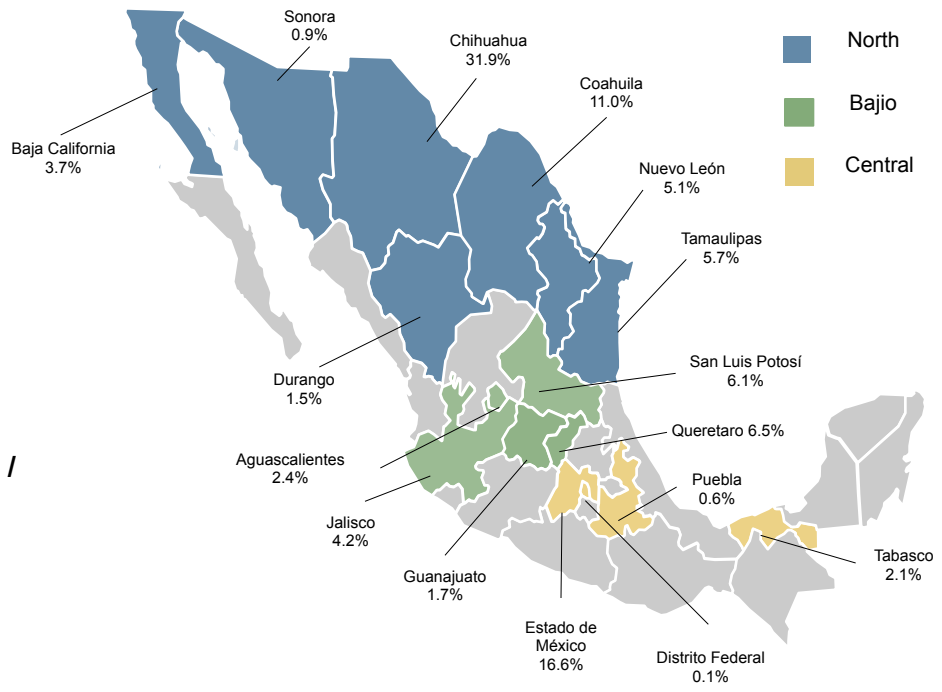 Sonora
0.9%
Chihuahua
31.9%
North
Coahuila
11.0%
Bajio
Baja California
3.7%
Nuevo León
5.1%
Central
Tamaulipas
5.7%
San Luis Potosí
6.1%
Durango
1.5%
Queretaro 6.5%
Aguascalientes
2.4%
/
Puebla
0.6%
Jalisco
4.2%
Tabasco
2.1%
Guanajuato
1.7%
Estado de
México
16.6%
Distrito Federal
0.1%